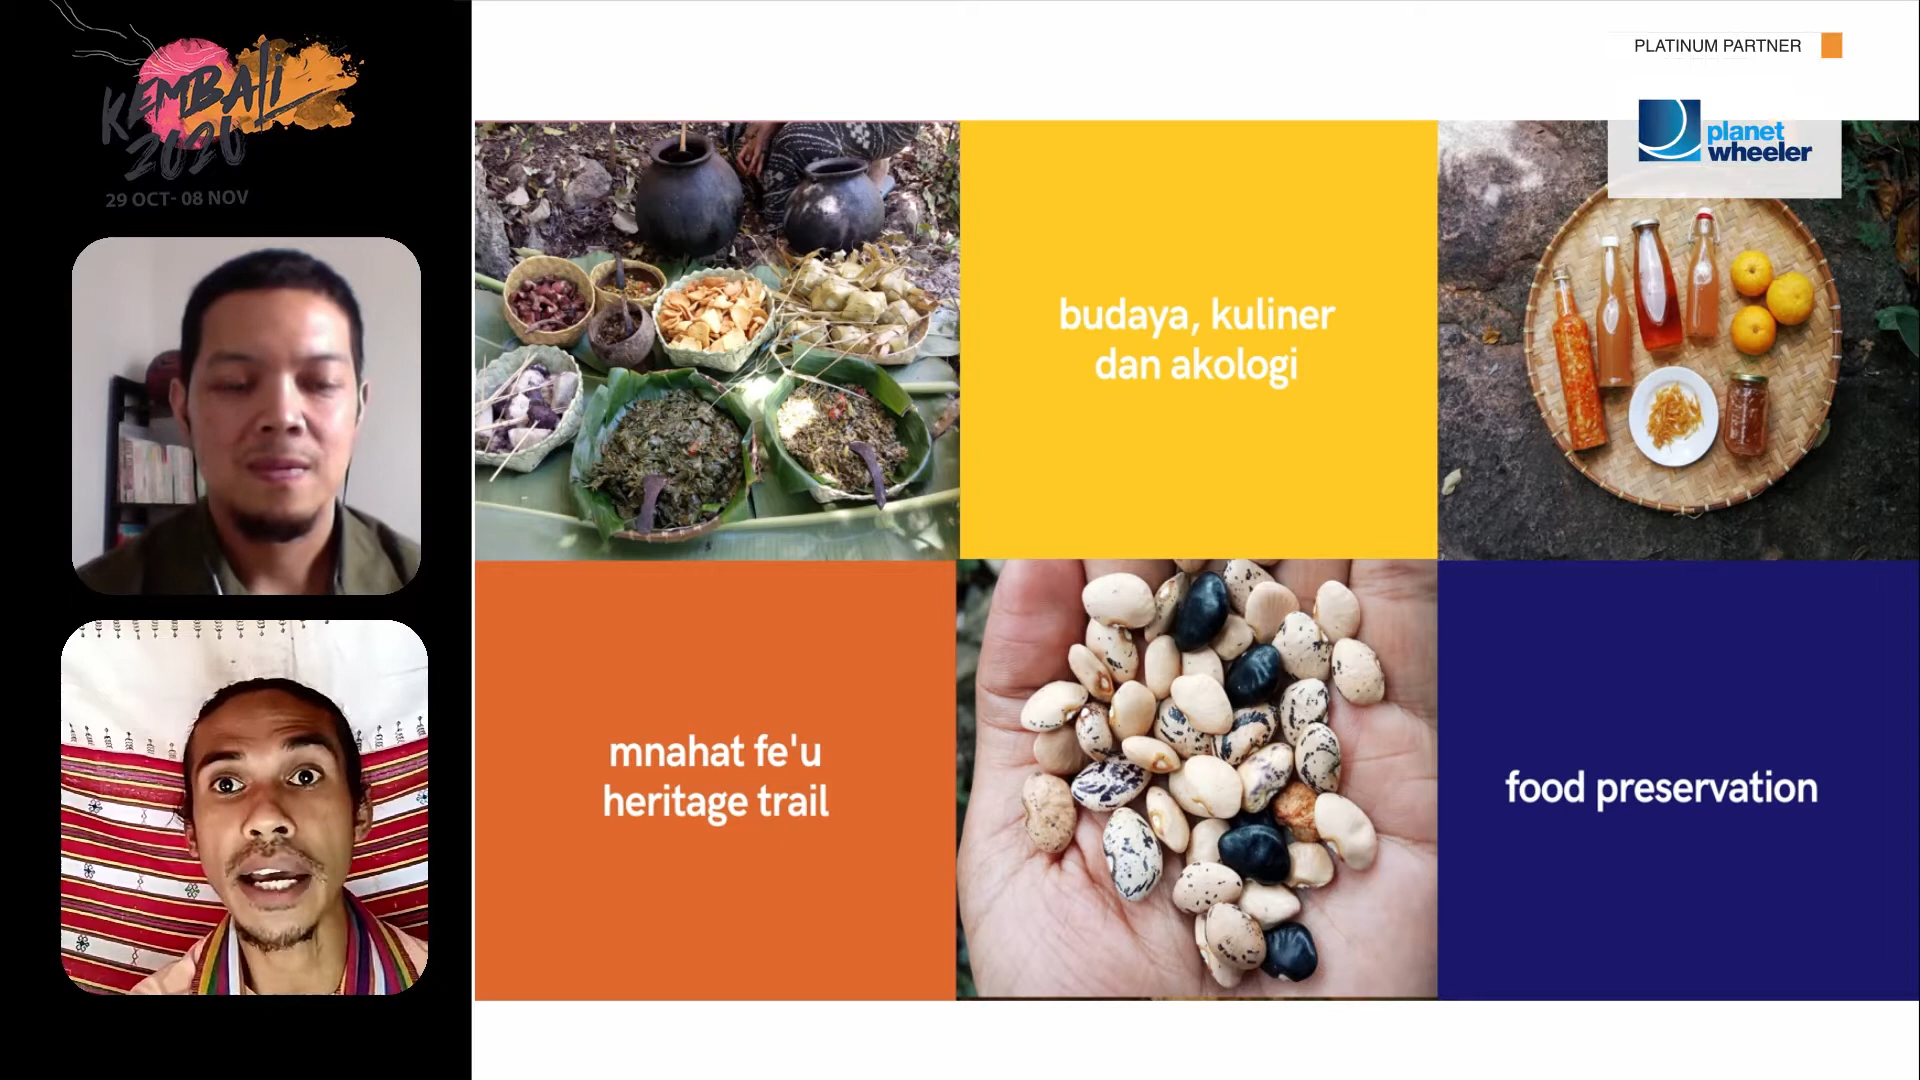 KEMBALI
2020
29 OCT- 08 NOV
PLATINUM PARTNER
planet
wheeler
budaya, kuliner
dan akologi
mnahat fe'u
heritage trail
food preservation